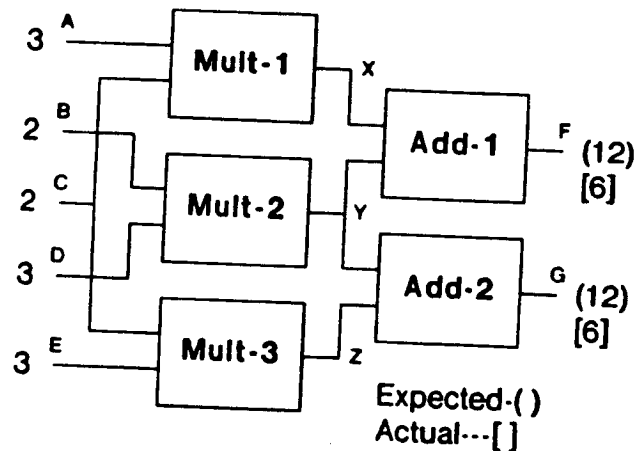 3 A
Mult-1
X
2 B
Add-1
F (12)
[6]
2 C
Mult-2
Y
3 D
Add-2
G (12)
[6]
3 E
Mult-3
Z
Expected-( )
Actual---[ ]